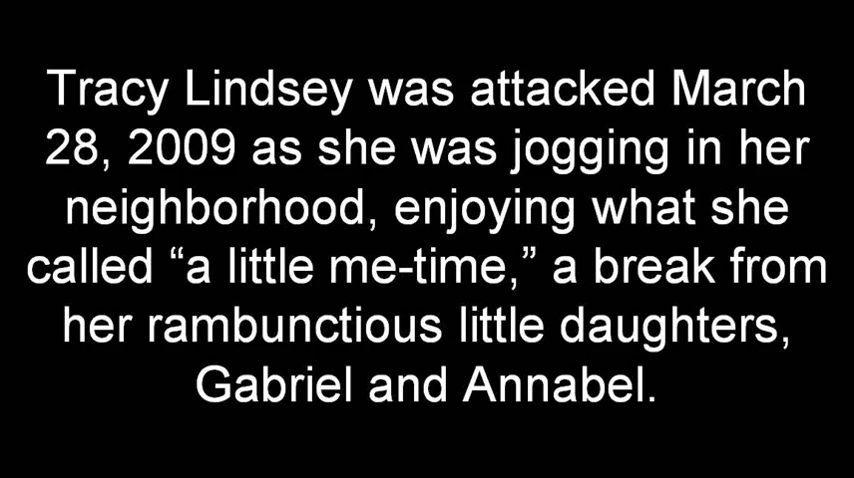 Tracy Lindsey was attacked March
28, 2009 as she was jogging in her
neighborhood, enjoying what she
called “a little me-time,” a break from
her rambunctious little daughters,
Gabriel and Annabel.